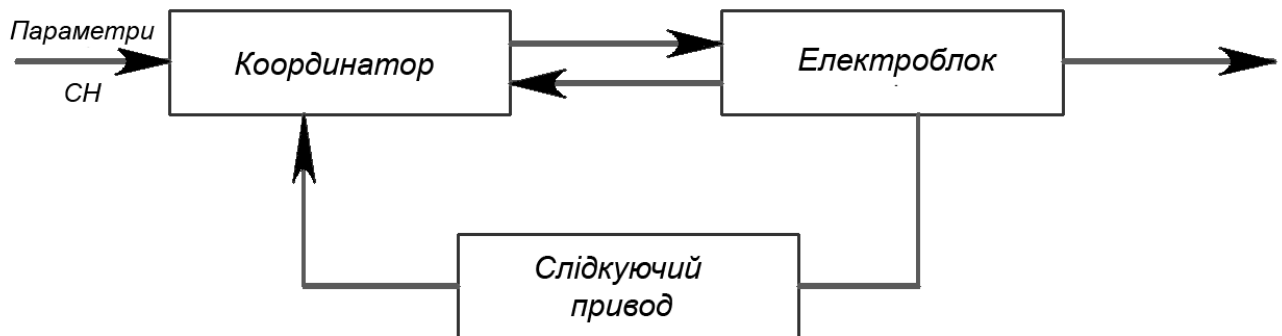 Параметри
СН
Координатор
Електроблок
Слідкуючий
привод